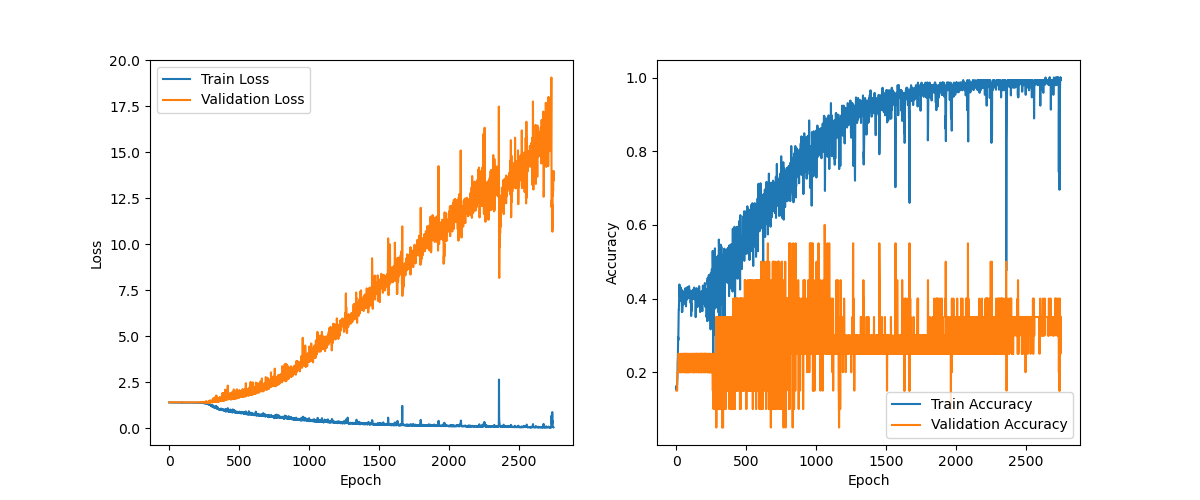 Train Loss
Validation Loss
Loss
20.0
17.5
15.0
12.5
10.0
7.5
5.0
2.5
0.0
0 500 1000 1500 2000 2500
Epoch
Accuracy
1.0
0.8
0.6
0.4
0.2
Train Accuracy
Validation Accuracy
0 500 1000 1500 2000 2500
Epoch